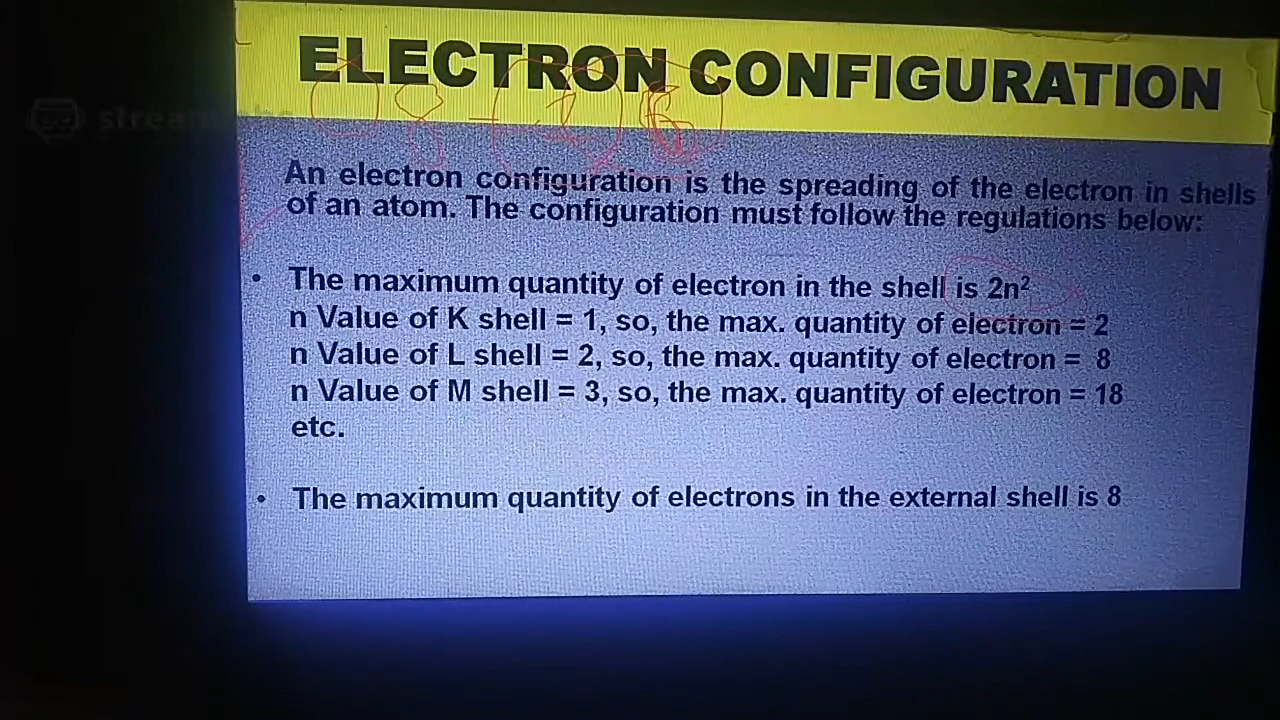 ELECTRON CONFIGURATION
An electron configuration is the spreading of the electron in shells
of an atom. The configuration must follow the regulations below:
• The maximum quantity of electron in the shell is 2n²
n Value of K shell = 1, so, the max. quantity of electron = 2
n Value of L shell = 2, so, the max. quantity of electron = 8
n Value of M shell = 3, so, the max. quantity of electron = 18
etc.
• The maximum quantity of electrons in the external shell is 8